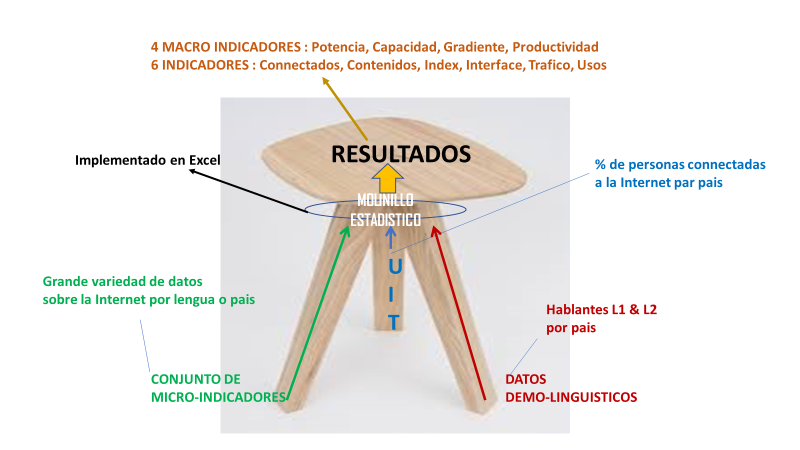 4 MACRO INDICADORES : Potencia, Capacidad, Gradiente, Productividad
6 INDICADORES : Connectados, Contenidos, Index, Interface, Trafico, Usos
Implementado en Excel
RESULTADOS
% de personas connectadas
a la Internet par pais
MOUNILLO
ESTADISTICO
U
I
T
Grande variedad de datos
sobre la Internet por lengua o pais
Hablantes L1 & L2
por pais
CONJUNTO DE
MICRO-INDICADORES
DATOS
DEMO-LINGUISTICOS